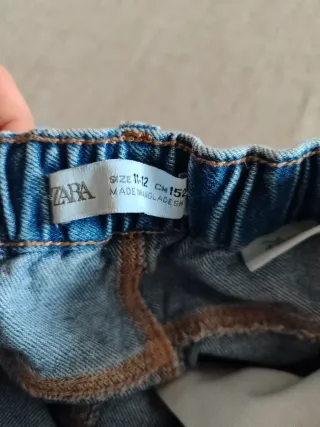 ZARA
SIZE 11-12 CM 152
MADE IN BANGLADESH